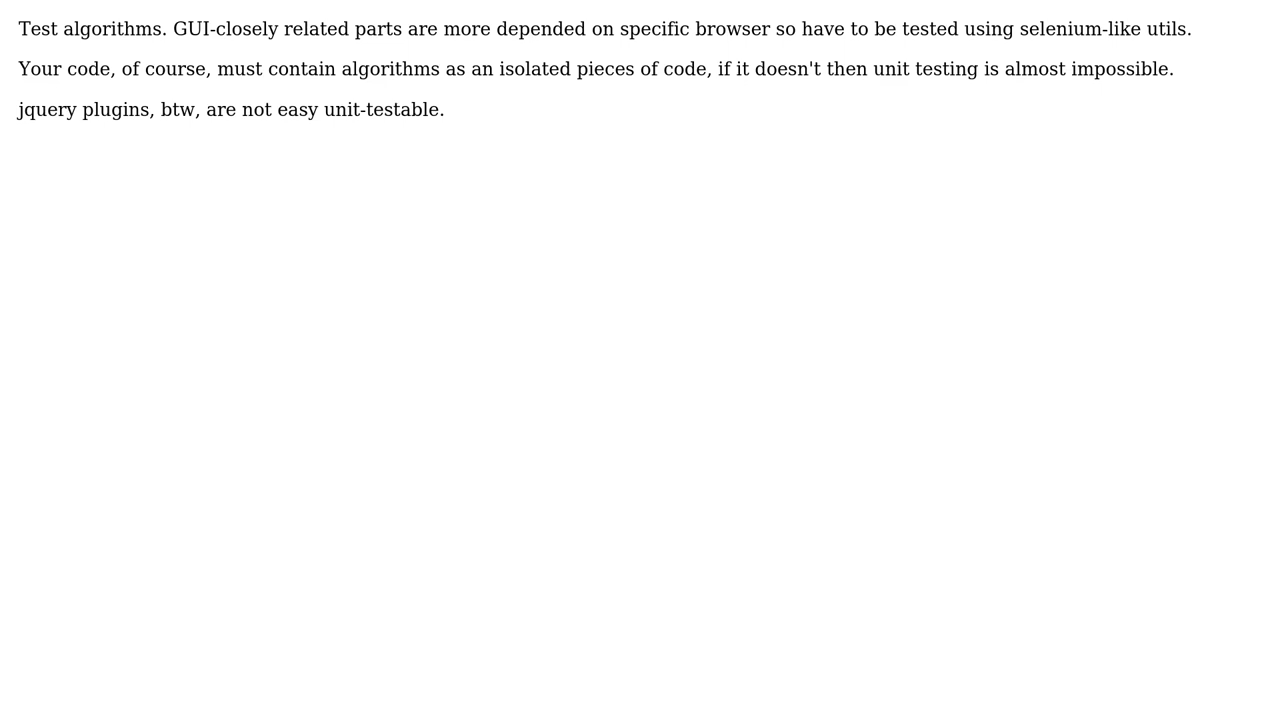 Test algorithms. GUI-closely related parts are more depended on specific browser so have to be tested using selenium-like utils.
Your code, of course, must contain algorithms as an isolated pieces of code, if it doesn't then unit testing is almost impossible.
jquery plugins, btw, are not easy unit-testable.